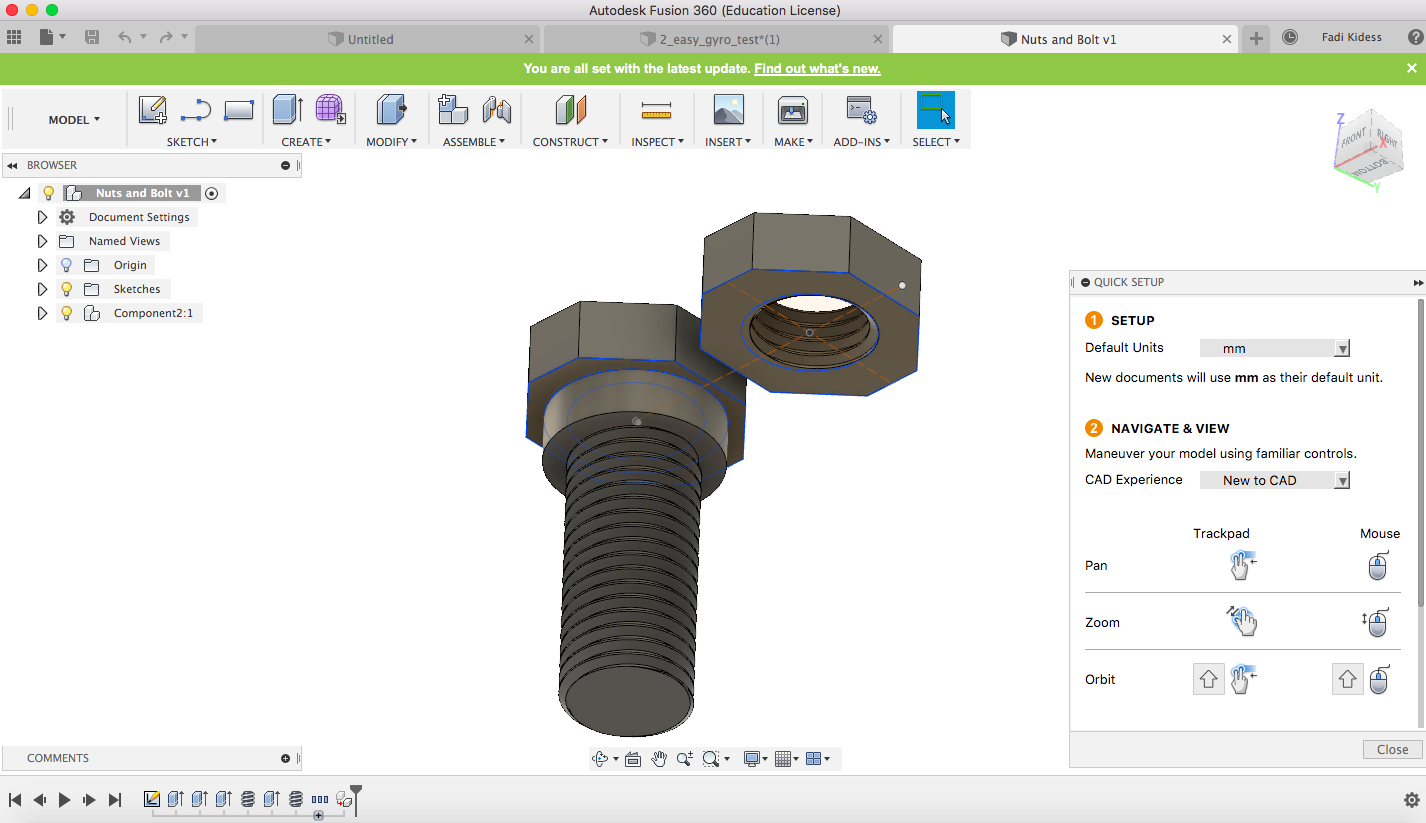 Autodesk Fusion 360 (Education License)
Untitled
2_easy_gyro_test*(1)
Nuts and Bolt v1
Fadi Kidess
You are all set with the latest update. Find out what's new.
MODEL
SKETCH
CREATE
MODIFY
ASSEMBLE
CONSTRUCT
INSPECT
INSERT
MAKE
ADD-INS
SELECT
Z
FRONT
RIGHT
X
BOTTOM
Y
BROWSER
Nuts and Bolt v1
Document Settings
Named Views
Origin
Sketches
Component2:1
QUICK SETUP
1 SETUP
Default Units mm
New documents will use mm as their default unit.
2 NAVIGATE & VIEW
Maneuver your model using familiar controls.
CAD Experience New to CAD
Trackpad Mouse
Pan
Zoom
Orbit
Close
COMMENTS